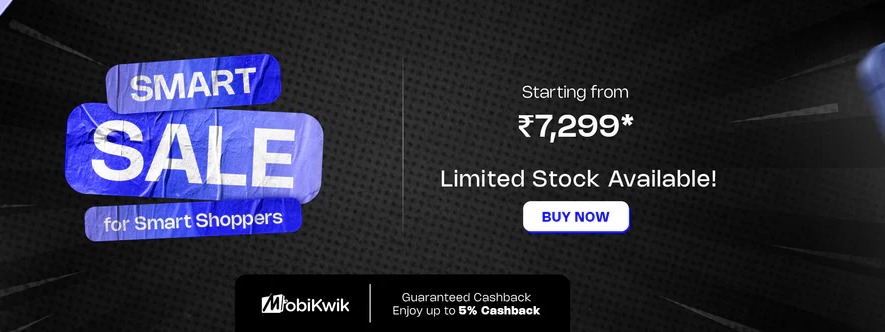 SMART
SALE
for Smart Shoppers
Starting from
₹7,299*
Limited Stock Available!
BUY NOW
MobiKwik
Guaranteed Cashback
Enjoy up to 5% Cashback